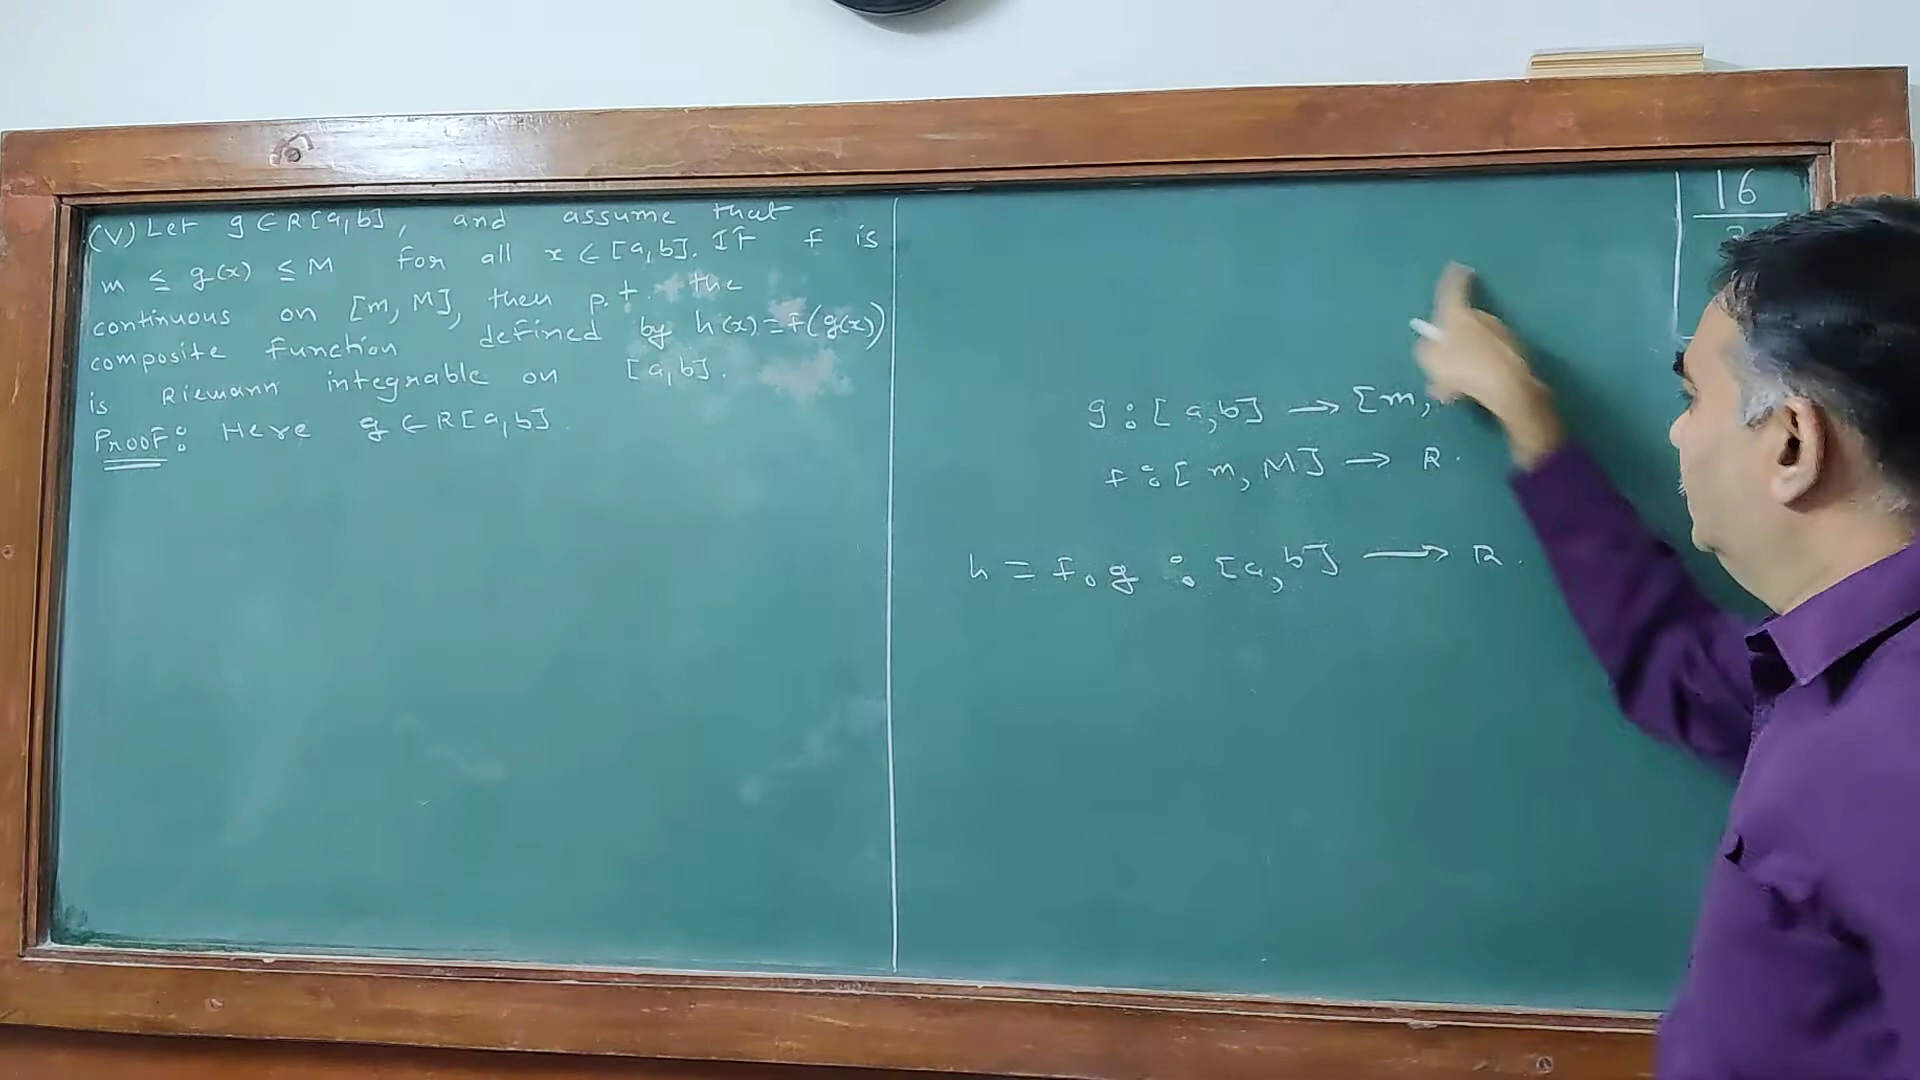 (V) Let g ∈ R[a,b], and assume that
m ≤ g(x) ≤ M for all x ∈ [a,b]. If f is
continuous on [m, M], then p.t. the
composite function defined by h(x) = f(g(x))
is Riemann integrable on [a,b].
Proof: Here g ∈ R[a,b].
g : [a,b] → [m,
f : [m, M] → R.
h = f∘g : [a,b] → R.
16